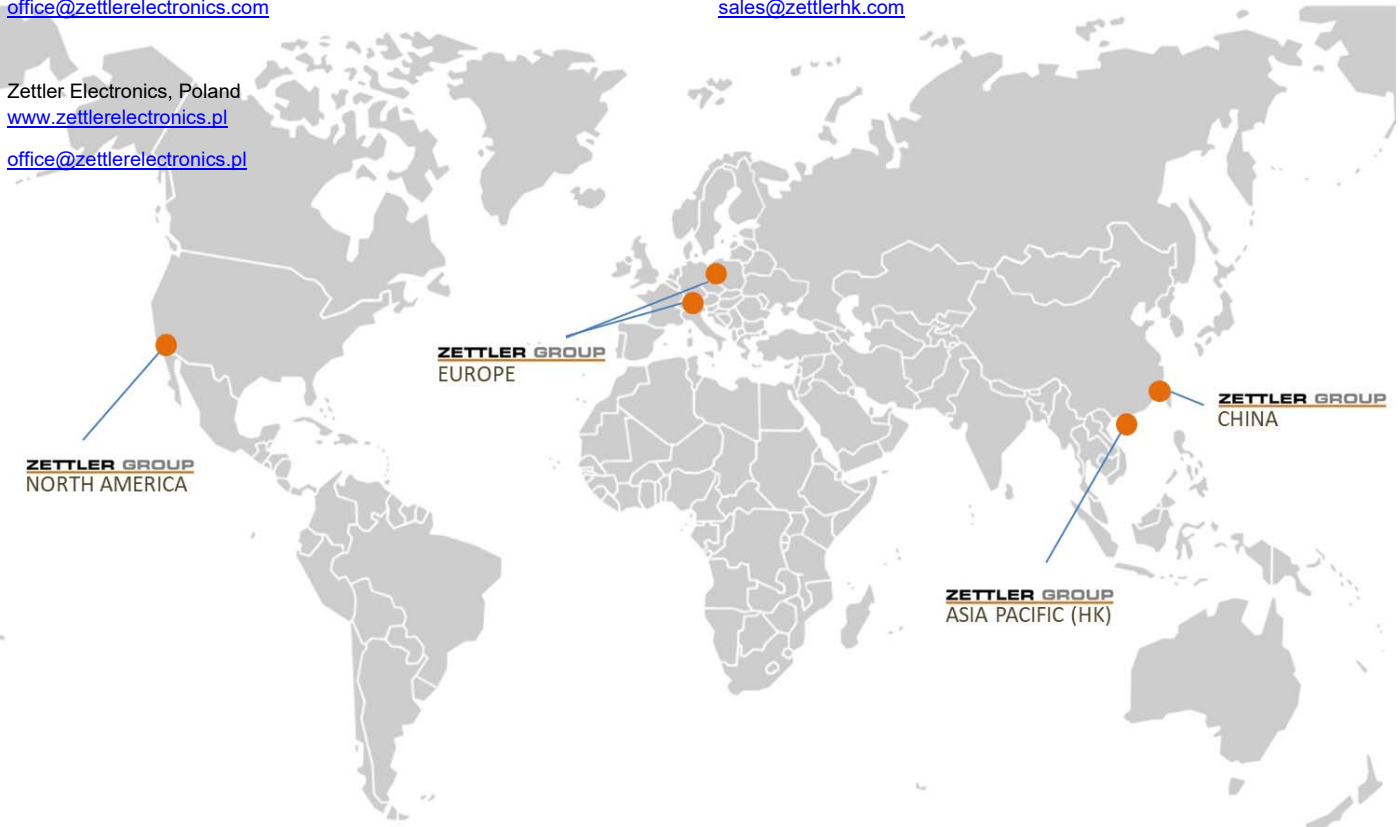 office@zettlerelectronics.com
sales@zettlerhk.com
Zettler Electronics, Poland
www.zettlerelectronics.pl
office@zettlerelectronics.pl
ZETTLER GROUP
EUROPE
ZETTLER GROUP
CHINA
ZETTLER GROUP
NORTH AMERICA
ZETTLER GROUP
ASIA PACIFIC (HK)